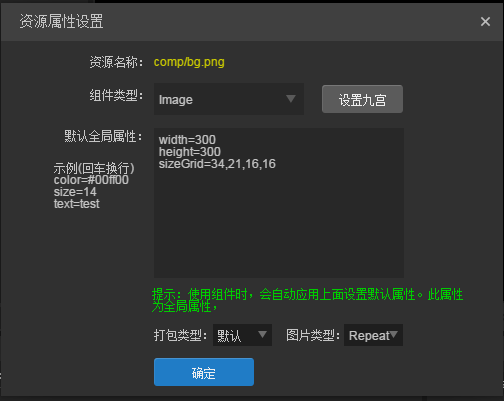 资源属性设置
资源名称: comp/bg.png
组件类型: Image 设置九宫
默认全局属性:
示例(回车换行)
color=#00ff00
size=14
text=test
width=300
height=300
sizeGrid=34,21,16,16
提示: 使用组件时，会自动应用上面设置默认属性。此属性
为全局属性，
打包类型: 默认 图片类型: Repeat
确定